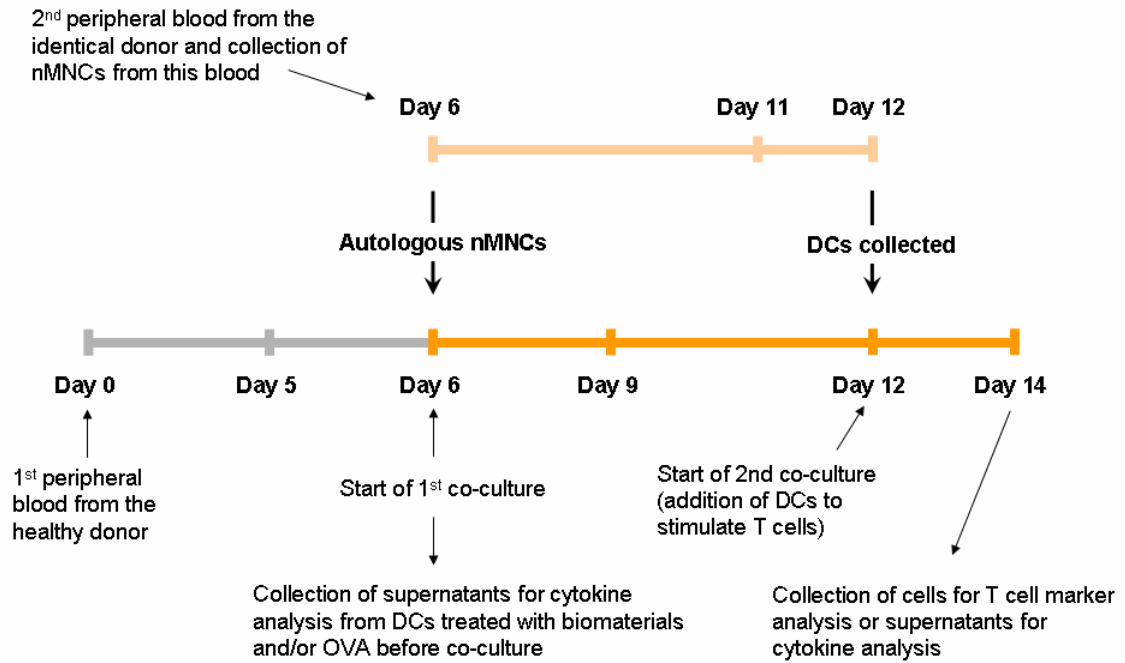 2nd peripheral blood from the
identical donor and collection of
nMNCs from this blood
Day 6
Day 11
Day 12
Autologous nMNCs
DCs collected
Day 0
Day 5
Day 6
Day 9
Day 12
Day 14
1st peripheral
blood from the
healthy donor
Start of 1st co-culture
Start of 2nd co-culture
(addition of DCs to
stimulate T cells)
Collection of supernatants for cytokine
analysis from DCs treated with biomaterials
and/or OVA before co-culture
Collection of cells for T cell marker
analysis or supernatants for
cytokine analysis